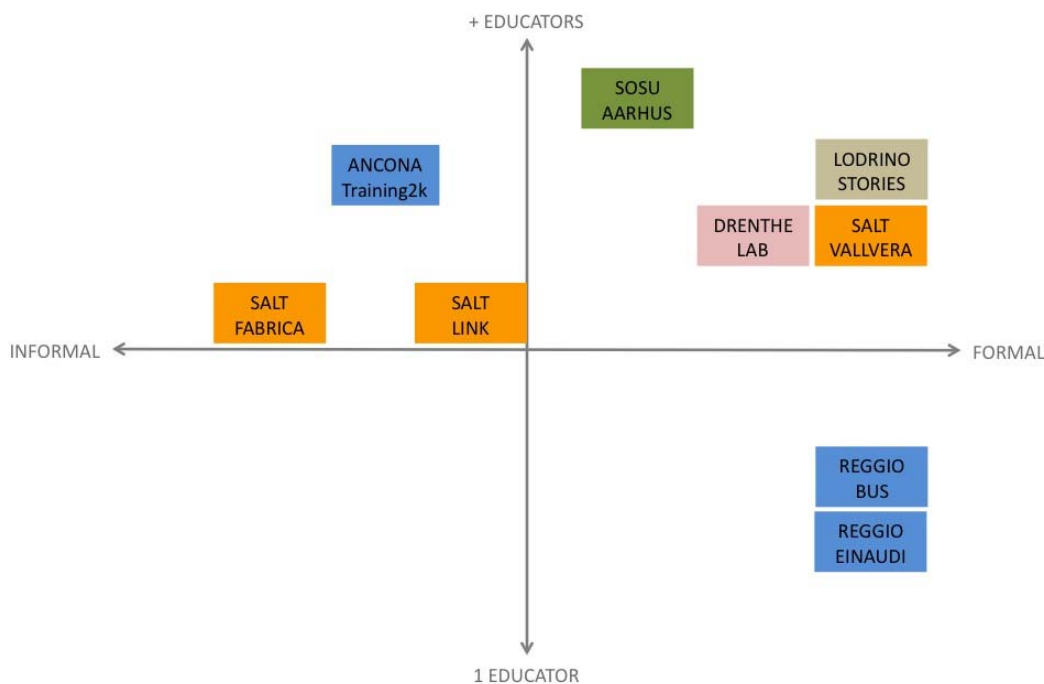 + EDUCATORS
SOSU
AARHUS
ANCONA
Training2k
LODRINO
STORIES
DRENTHE
LAB
SALT
VALLVERA
SALT
FABRICA
SALT
LINK
INFORMAL
FORMAL
REGGIO
BUS
REGGIO
EINAUDI
1 EDUCATOR